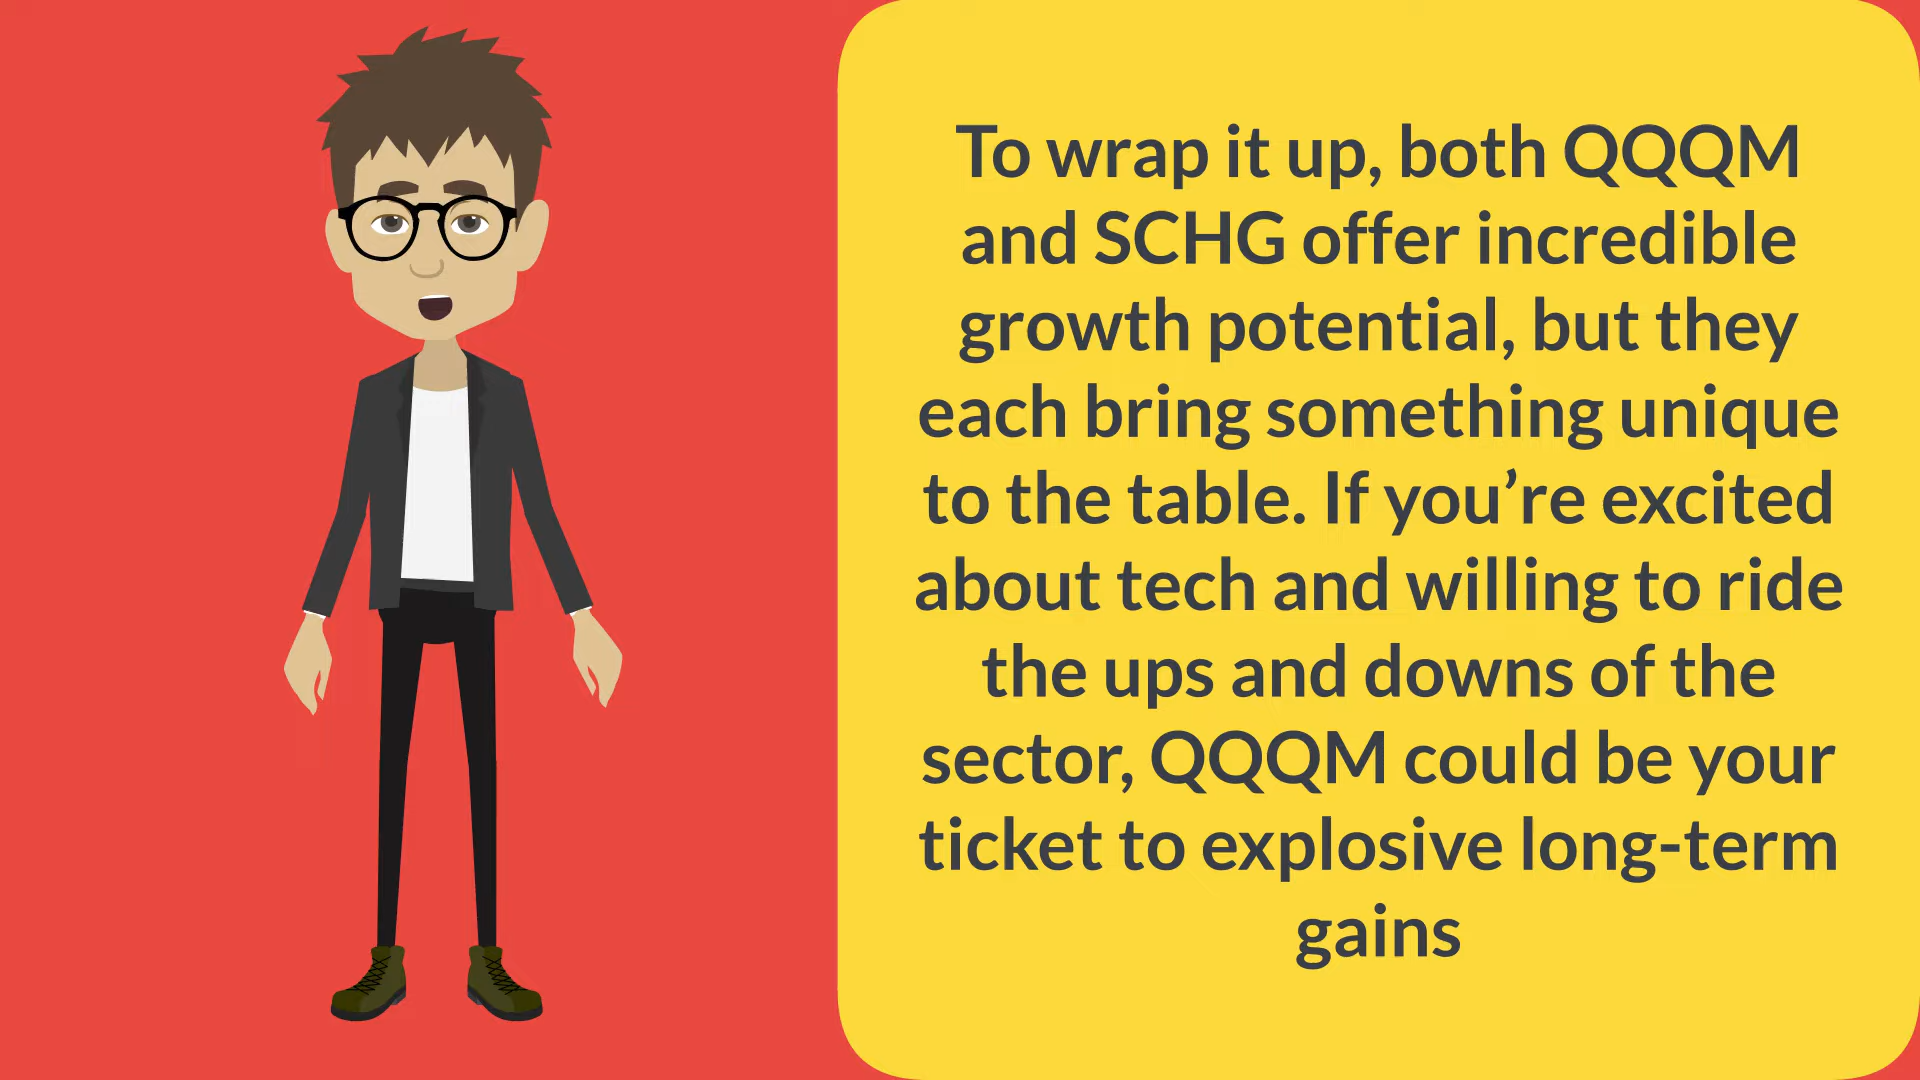 To wrap it up, both QQQM
and SCHG offer incredible
growth potential, but they
each bring something unique
to the table. If you’re excited
about tech and willing to ride
the ups and downs of the
sector, QQQM could be your
ticket to explosive long-term
gains